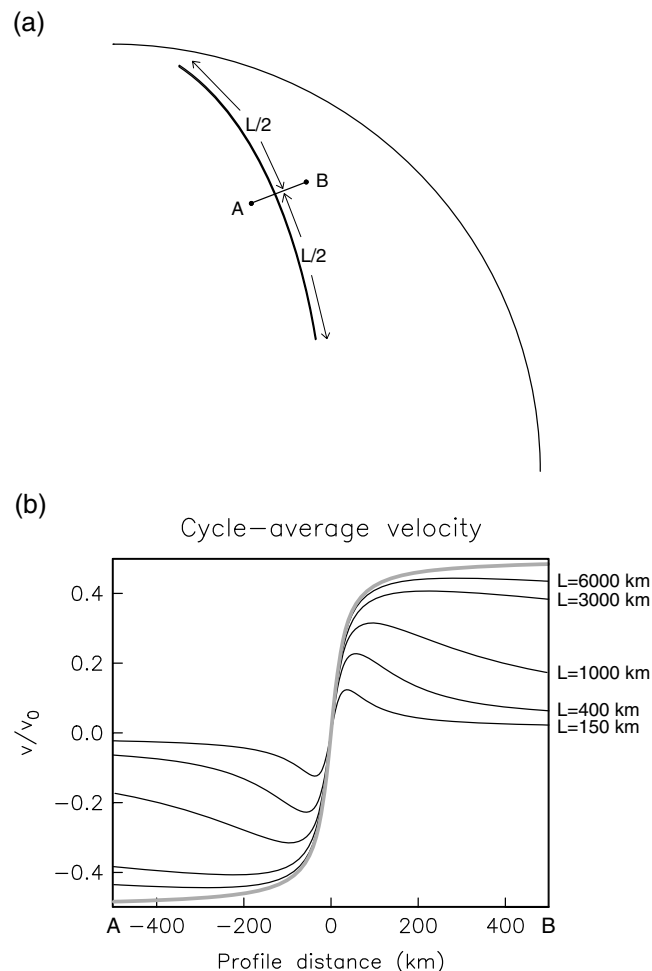 (a)
L/2
B
A
L/2
(b)
Cycle–average velocity
v/v0
0.4
0.2
0.0
−0.2
−0.4
L=6000 km
L=3000 km
L=1000 km
L=400 km
L=150 km
A −400 −200 0 200 400 B
Profile distance (km)